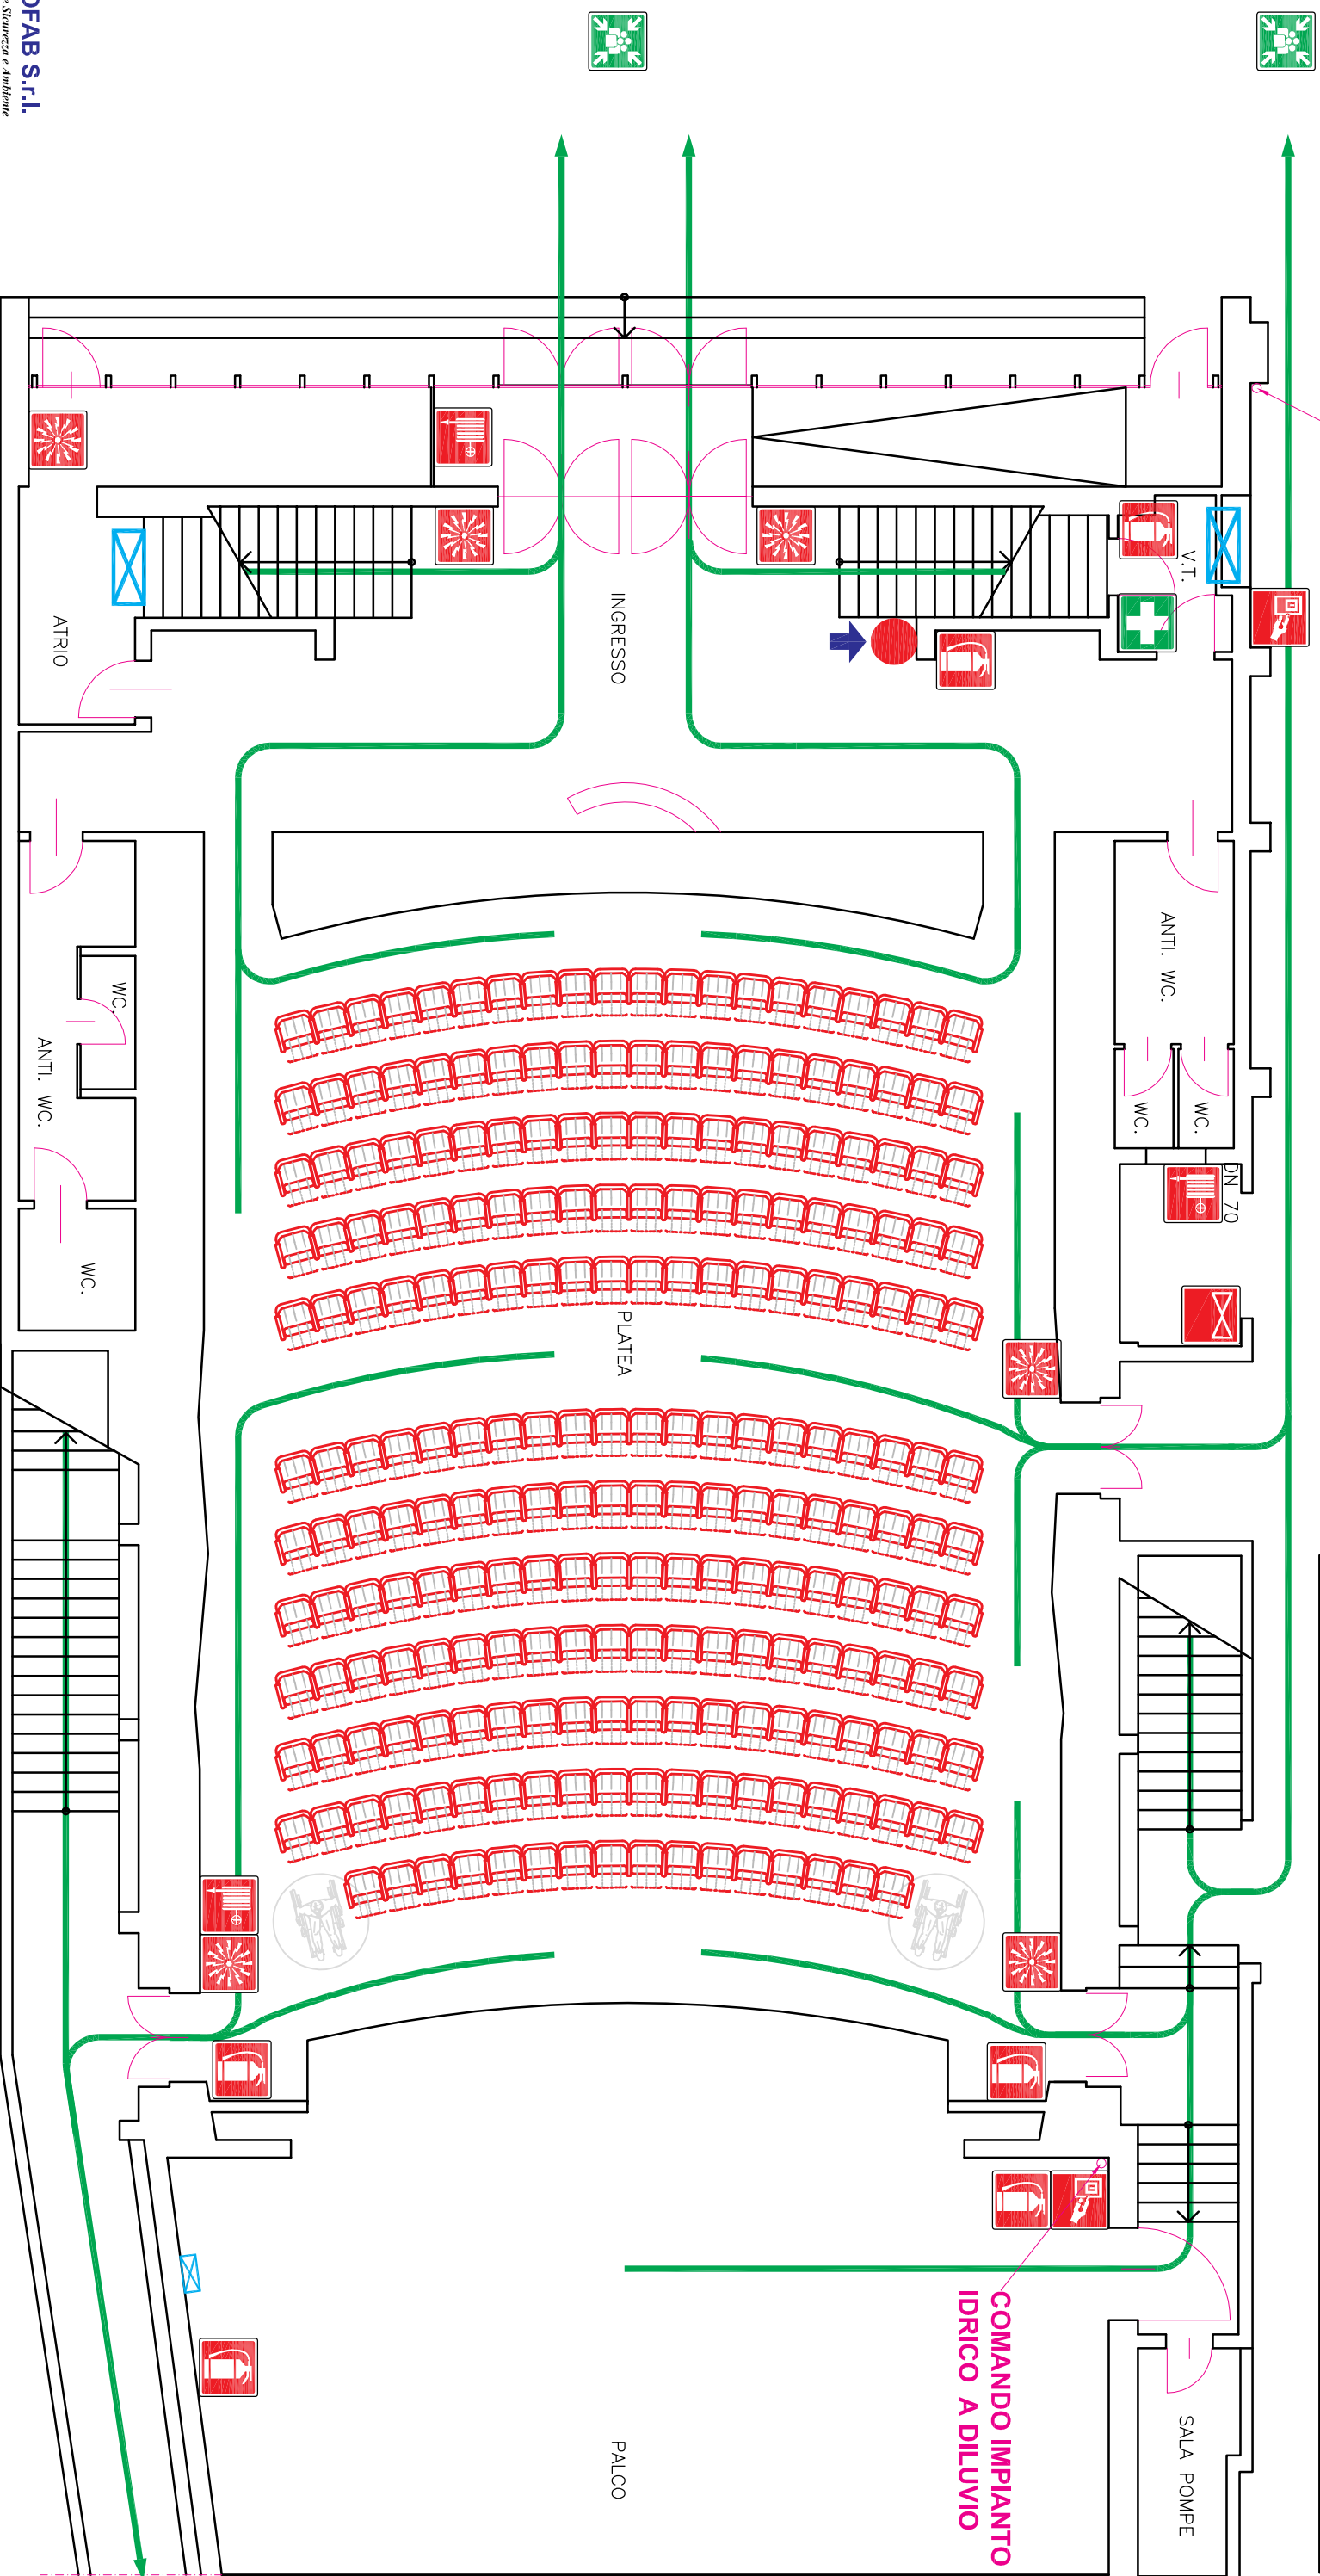 OFAB S.r.l.
e Sicurezza e Ambiente
V.T.
ATRIO
INGRESSO
ANTI. WC.
WC.
ANTI. WC.
WC.
WC.
DN 70
WC.
PLATEA
COMANDO IMPIANTO
IDRICO A DILUVIO
SALA POMPE
PALCO